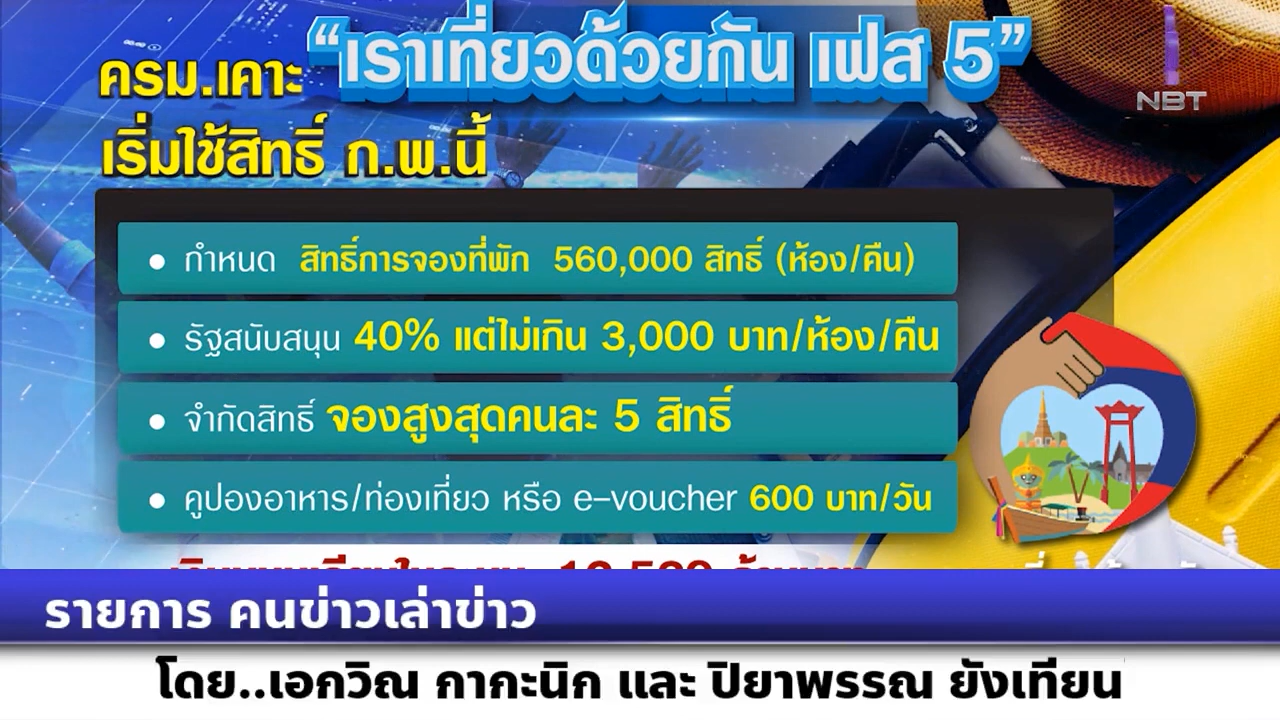 “เราเที่ยวด้วยกัน เฟส 5”
ครม.เคาะ
เริ่มใช้สิทธิ์ ก.พ.นี้
NBT
• กำหนด สิทธิ์การจองที่พัก 560,000 สิทธิ์ (ห้อง/คืน)
• รัฐสนับสนุน 40% แต่ไม่เกิน 3,000 บาท/ห้อง/คืน
• จำกัดสิทธิ์ จองสูงสุดคนละ 5 สิทธิ์
• คูปองอาหาร/ท่องเที่ยว หรือ e-voucher 600 บาท/วัน
รายการ คนข่าวเล่าข่าว
โดย..เอกวิณ กากะนิก และ ปิยาพรรณ ยังเทียน